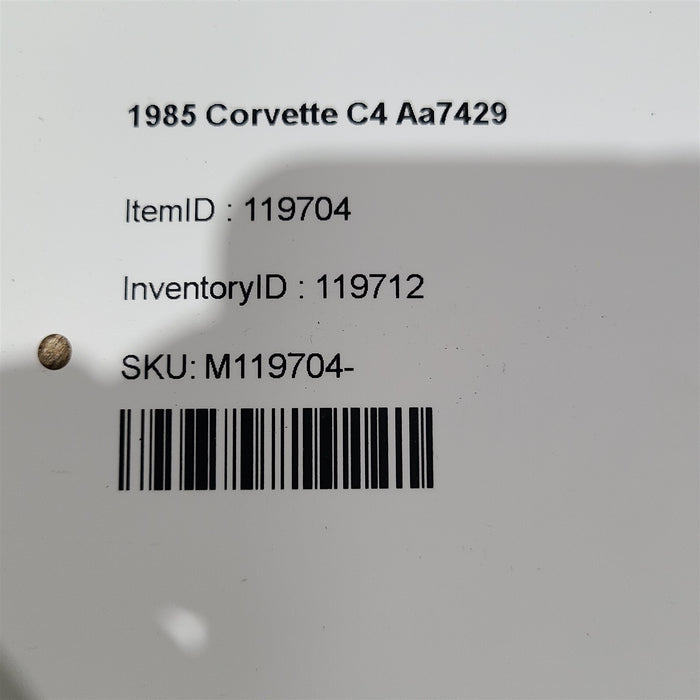 1985 Corvette C4 Aa7429
ItemID : 119704
InventoryID : 119712
SKU: M119704-